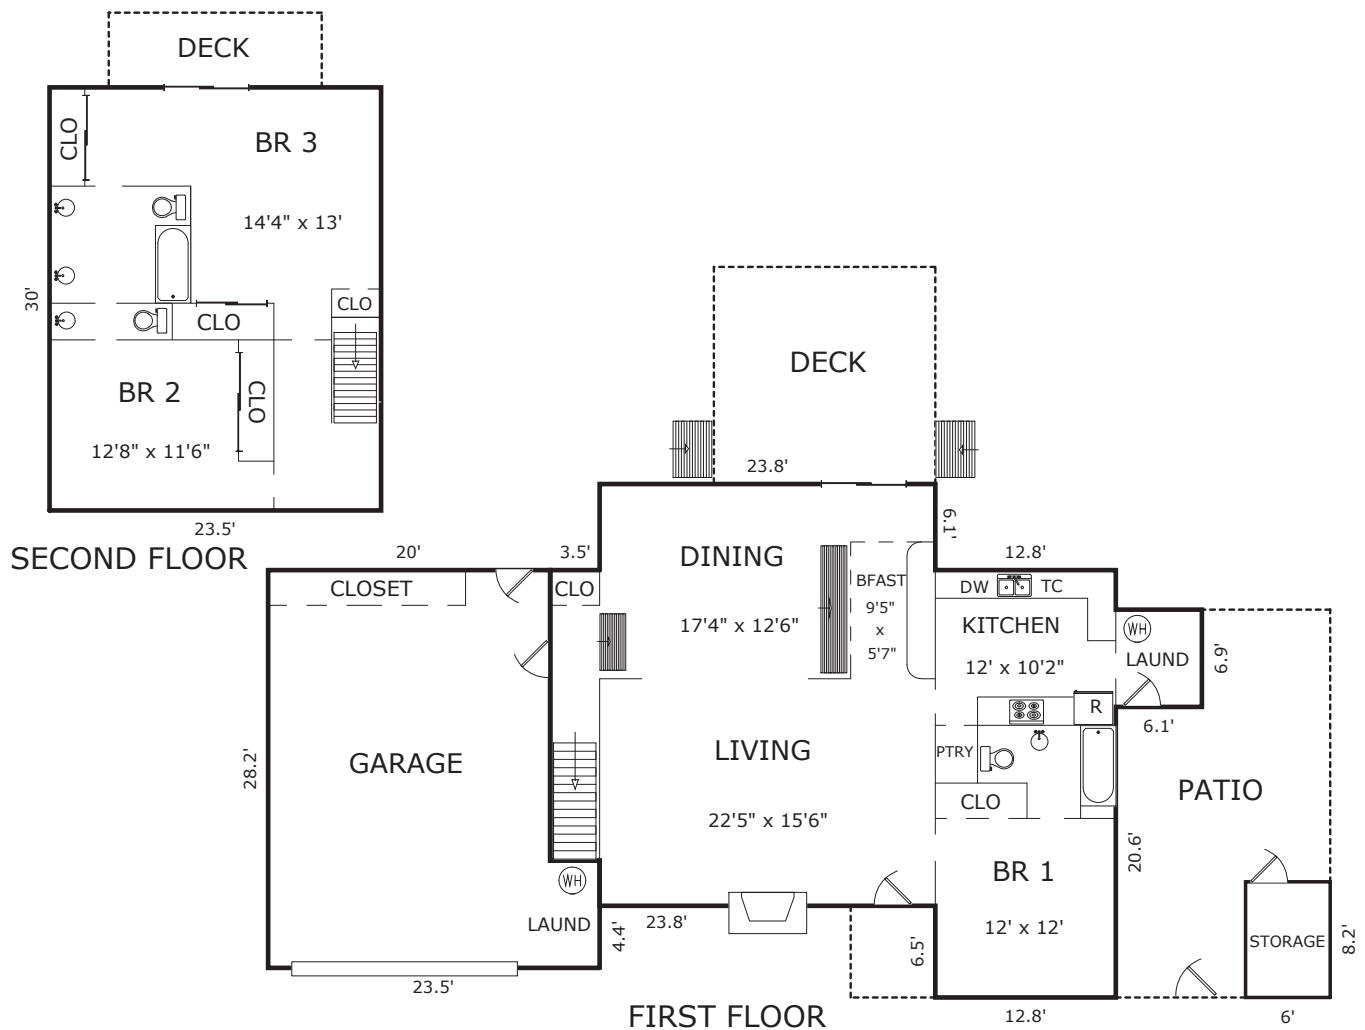 DECK
CLO
BR 3
14'4" x 13'
30'
CLO
CLO
BR 2
CLO
12'8" x 11'6"
23.5'
SECOND FLOOR
DECK
23.8'
6.1'
20'
3.5'
12.8'
CLOSET
CLO
DINING
BFAST
9'5"
x
5'7"
17'4" x 12'6"
DW
TC
KITCHEN
12' x 10'2"
WH
LAUND
6.9'
6.1'
R
28.2'
GARAGE
LIVING
22'5" x 15'6"
PTRY
CLO
PATIO
20.6'
BR 1
12' x 12'
WH
LAUND
4.4'
23.8'
6.5'
STORAGE
8.2'
23.5'
FIRST FLOOR
12.8'
6'